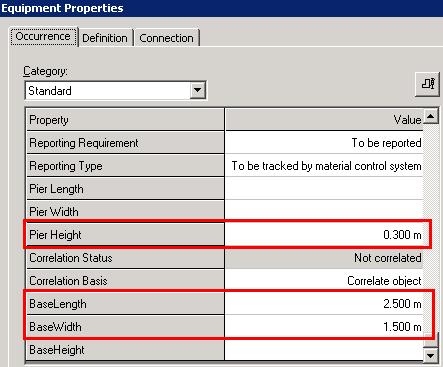 Equipment Properties
Occurrence Definition Connection
Category:
Standard
Property Value
Reporting Requirement To be reported
Reporting Type To be tracked by material control system
Pier Length
Pier Width
Pier Height 0.300 m
Correlation Status Not correlated
Correlation Basis Correlate object
BaseLength 2.500 m
BaseWidth 1.500 m
BaseHeight